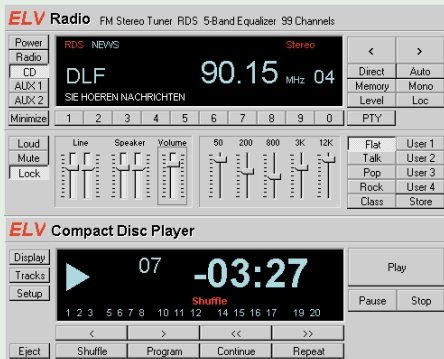 ELV Radio FM Stereo Tuner RDS 5-Band Equalizer 99 Channels
Power
Radio
CD
AUX 1
AUX 2
Minimize
RDS NEWS Stereo
DLF 90.15 MHz 04
SIE HOEREN NACHRICHTEN
1 2 3 4 5 6 7 8 9 0
< >
Direct Auto
Memory Mono
Level Loc
PTY
Loud
Mute
Lock
Line Speaker Volume
50 200 800 3K 12K
Flat User 1
Talk User 2
Pop User 3
Rock User 4
Class Store
ELV Compact Disc Player
Display
Tracks
Setup
Eject
07 -03:27
Shuffle
1 2 3 5 6 7 8 10 11 12 14 15 16 17 19 20
< > << >>
Shuffle Program Continue Repeat
Play
Pause Stop